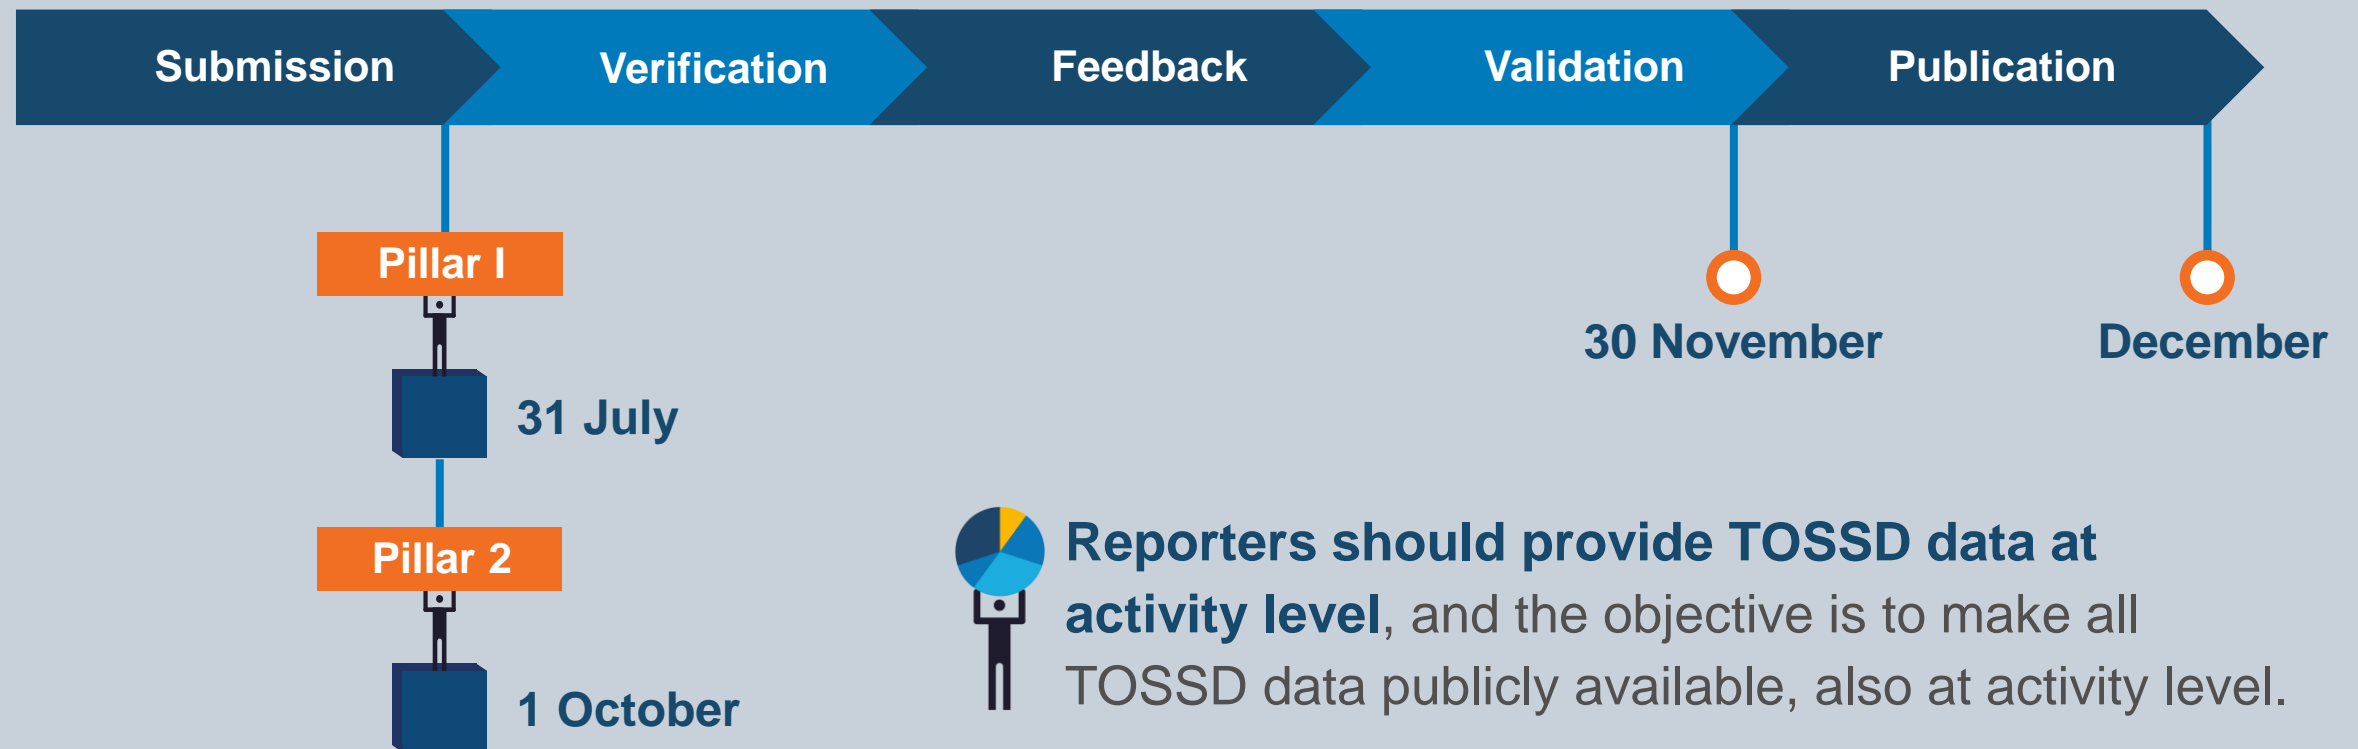 Submission
Verification
Feedback
Validation
Publication
Pillar I
31 July
Pillar 2
1 October
30 November
December
Reporters should provide TOSSD data at
activity level, and the objective is to make all
TOSSD data publicly available, also at activity level.